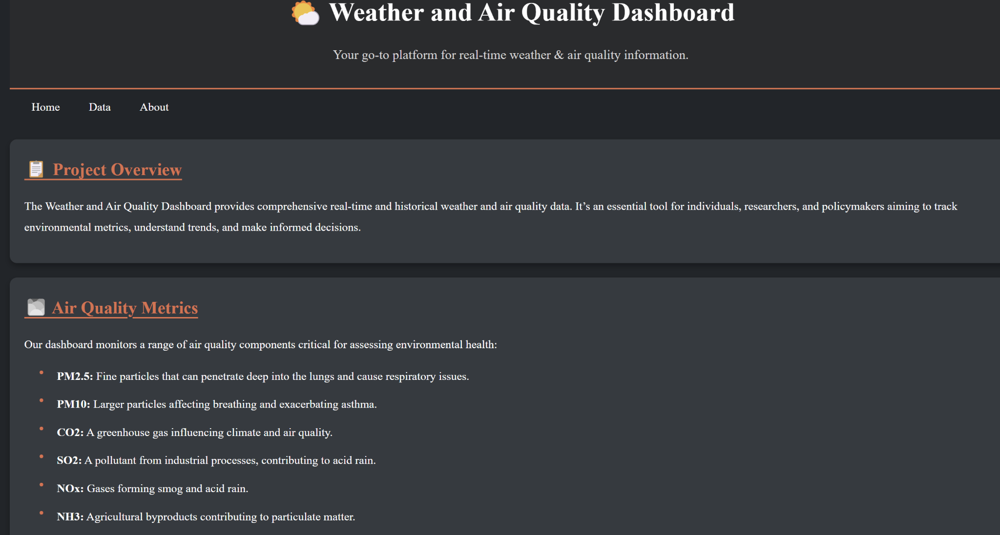 Weather and Air Quality Dashboard
Your go-to platform for real-time weather & air quality information.
Home Data About
Project Overview
The Weather and Air Quality Dashboard provides comprehensive real-time and historical weather and air quality data. It’s an essential tool for individuals, researchers, and policymakers aiming to track
environmental metrics, understand trends, and make informed decisions.
Air Quality Metrics
Our dashboard monitors a range of air quality components critical for assessing environmental health:
PM2.5: Fine particles that can penetrate deep into the lungs and cause respiratory issues.
PM10: Larger particles affecting breathing and exacerbating asthma.
CO2: A greenhouse gas influencing climate and air quality.
SO2: A pollutant from industrial processes, contributing to acid rain.
NOx: Gases forming smog and acid rain.
NH3: Agricultural byproducts contributing to particulate matter.